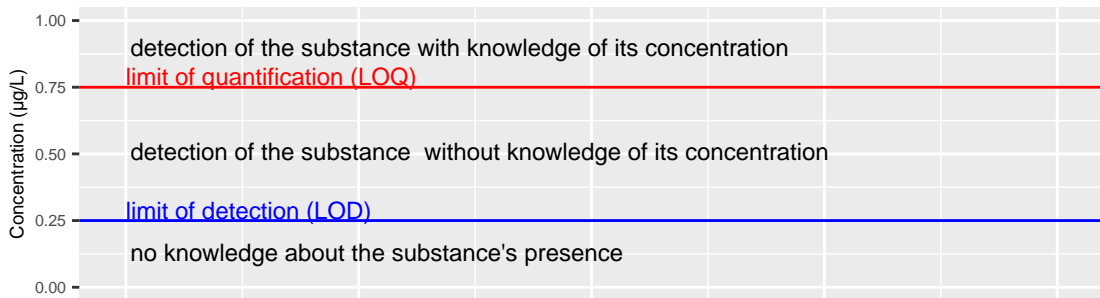 1.00
detection of the substance with knowledge of its concentration
limit of quantification (LOQ)
0.75
0.50
detection of the substance  without knowledge of its concentration
limit of detection (LOD)
0.25
no knowledge about the substance's presence
0.00
Concentration (μg/L)